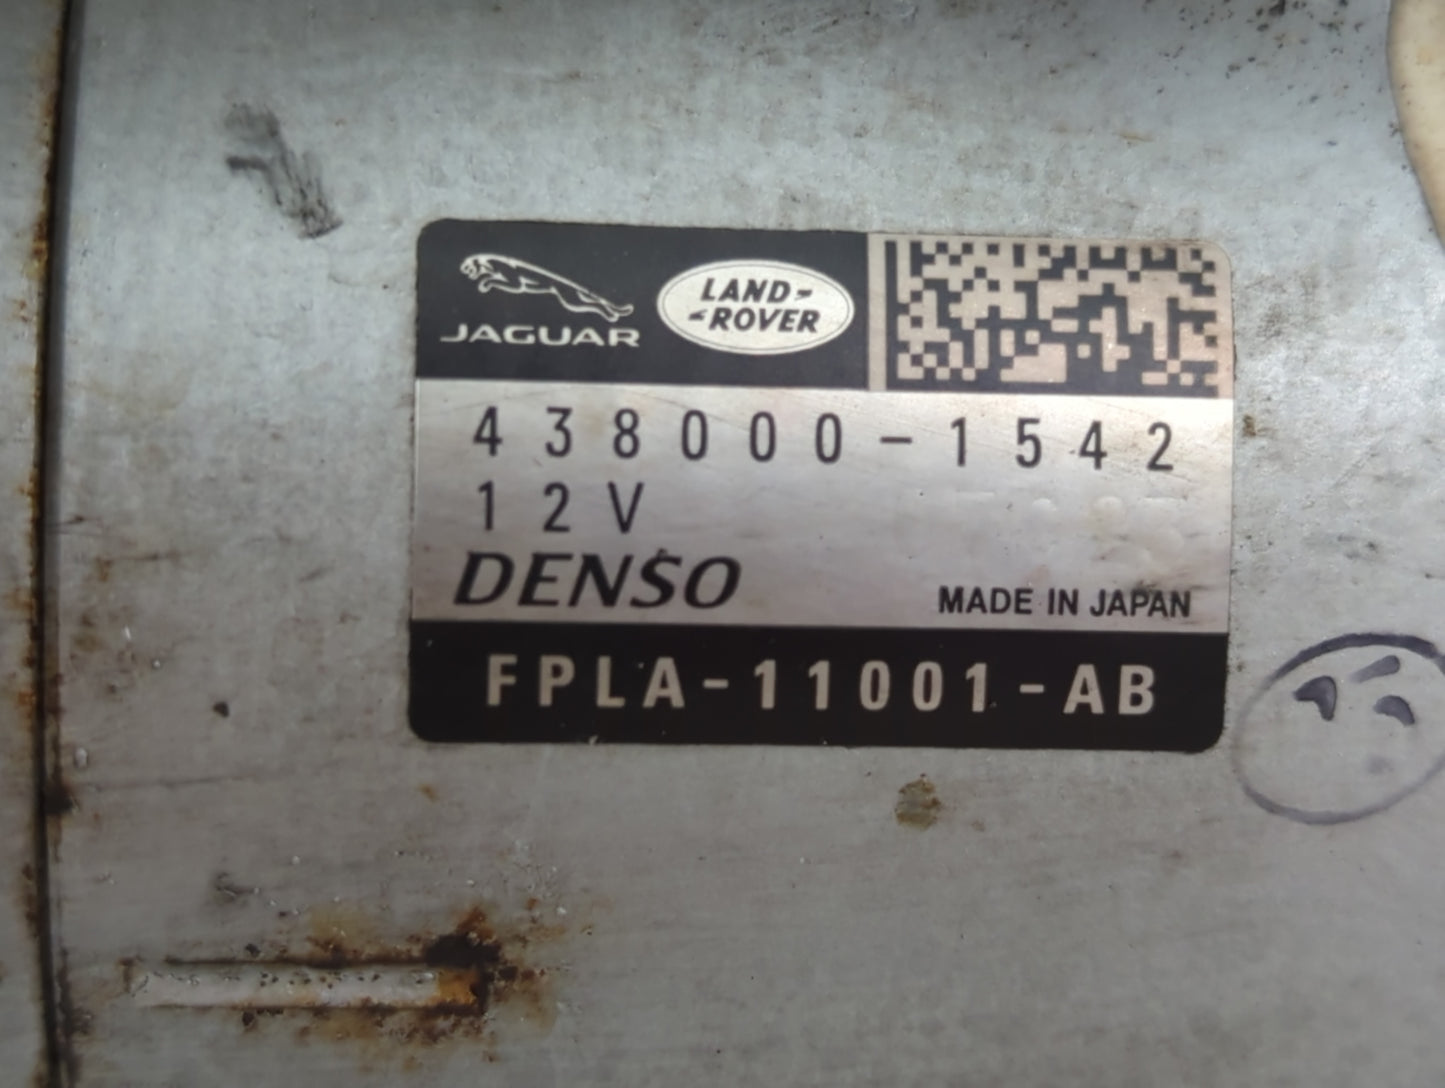 JAGUAR
LAND-
-ROVER
438000-1542
12V
DENSO
MADE IN JAPAN
FPLA-11001-AB